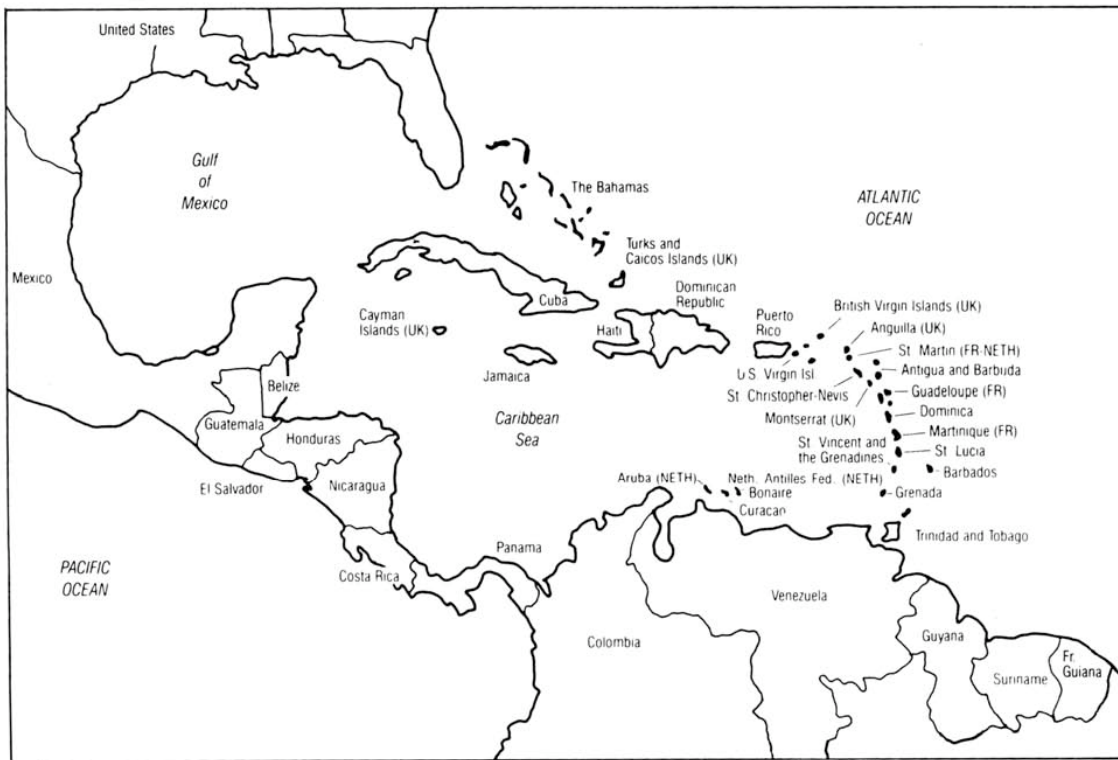 United States
Gulf
of
Mexico
The Bahamas
ATLANTIC
OCEAN
Turks and
Caicos Islands (UK)
Mexico
Cuba
Dominican
Republic
Cayman
Islands (UK)
Haiti
Puerto
Rico
British Virgin Islands (UK)
Anguilla (UK)
St Martin (FR-NETH)
Jamaica
U.S. Virgin Isl.
Antigua and Barbuda
Belize
St Christopher-Nevis
Guadeloupe (FR)
Caribbean
Sea
Montserrat (UK)
Dominica
Guatemala
Honduras
Martinique (FR)
St Vincent and
the Grenadines
St Lucia
Barbados
El Salvador
Nicaragua
Aruba (NETH)
Neth. Antilles Fed. (NETH)
Bonaire
Curacan
Grenada
Trinidad and Tobago
Panama
PACIFIC
OCEAN
Costa Rica
Venezuela
Colombia
Guyana
Suriname
Fr.
Guiana